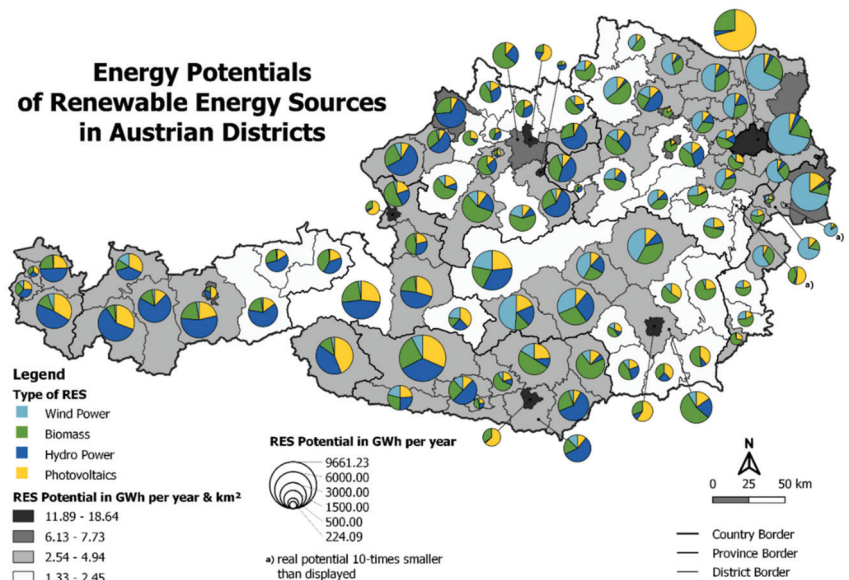 Energy Potentials
of Renewable Energy Sources
in Austrian Districts
a)
a)
Legend
Type of RES
Wind Power
Biomass
Hydro Power
Photovoltaics
RES Potential in GWh per year & km²
11.89 - 18.64
6.13 - 7.73
2.54 - 4.94
1.33 - 2.45
RES Potential in GWh per year
9661.23
6000.00
3000.00
1500.00
500.00
224.09
a) real potential 10-times smaller
than displayed
N
0 25 50 km
Country Border
Province Border
District Border